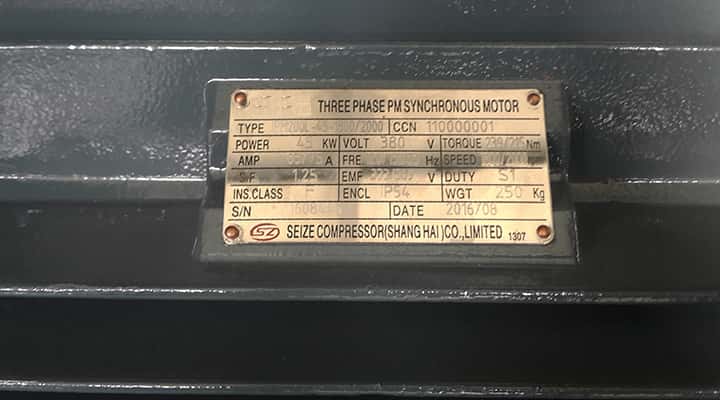 THREE PHASE PM SYNCHRONOUS MOTOR
TYPE /2000 CCN 110000001
POWER 45 KW VOLT 380 V TORQUE Nm
AMP A FRE Hz SPEED
S/F 1.25 EMF V DUTY S1
INS.CLASS F ENCL IP54 WGT 250 Kg
S/N DATE 2016/08
SZ SEIZE COMPRESSOR(SHANG HAI)CO.,LIMITED 1307